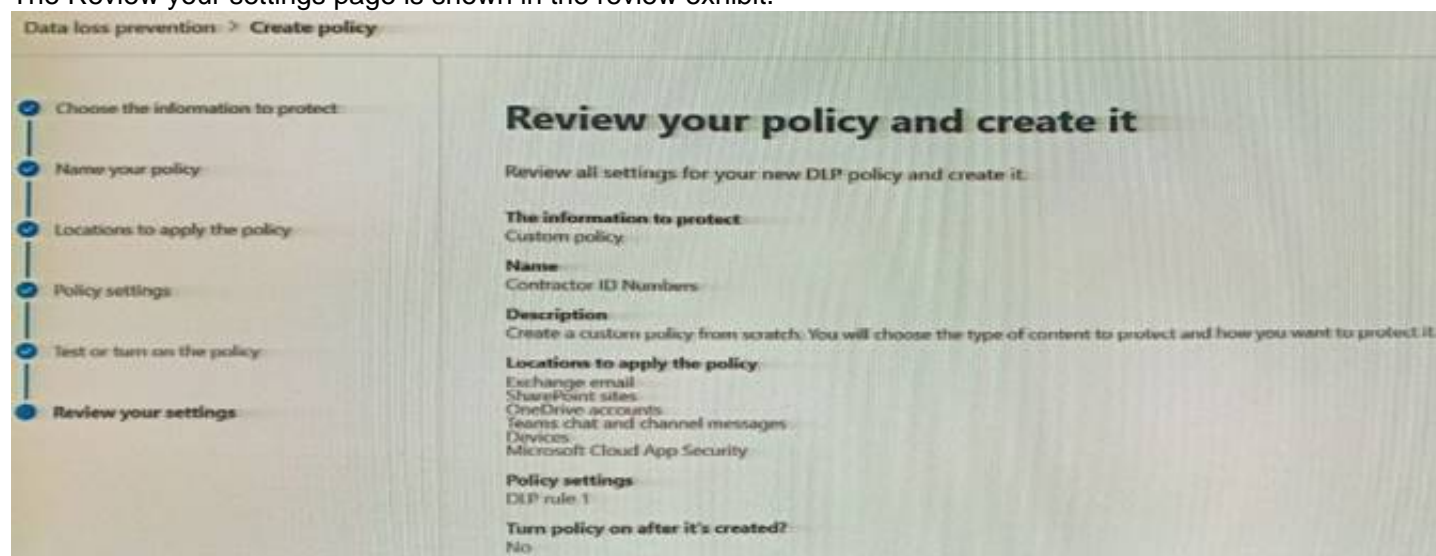 The Review your settings page is shown in the review exhibit.
Data loss prevention > Create policy
Choose the information to protect
Name your policy
Locations to apply the policy
Policy settings
Test or turn on the policy
Review your settings
Review your policy and create it
Review all settings for your new DLP policy and create it.
The information to protect
Custom policy
Name
Contractor ID Numbers
Description
Create a custom policy from scratch. You will choose the type of content to protect and how you want to protect it.
Locations to apply the policy
Exchange email
SharePoint sites
OneDrive accounts
Teams chat and channel messages
Devices
Microsoft Cloud App Security
Policy settings
DLP rule 1
Turn policy on after it's created?
No